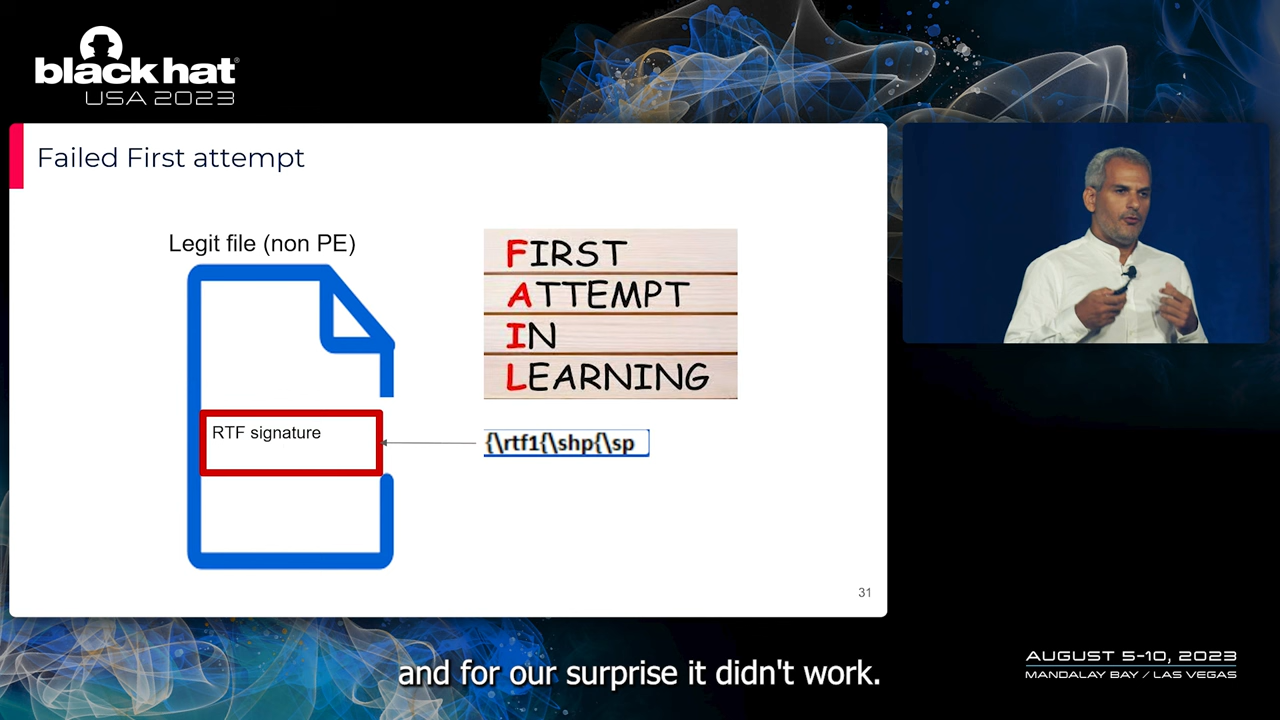 black hat®
USA 2023
Failed First attempt
Legit file (non PE)
FIRST
ATTEMPT
IN
LEARNING
RTF signature
{\rtf1{\shp{\sp
31
and for our surprise it didn't work.
AUGUST 5-10, 2023
MANDALAY BAY / LAS VEGAS